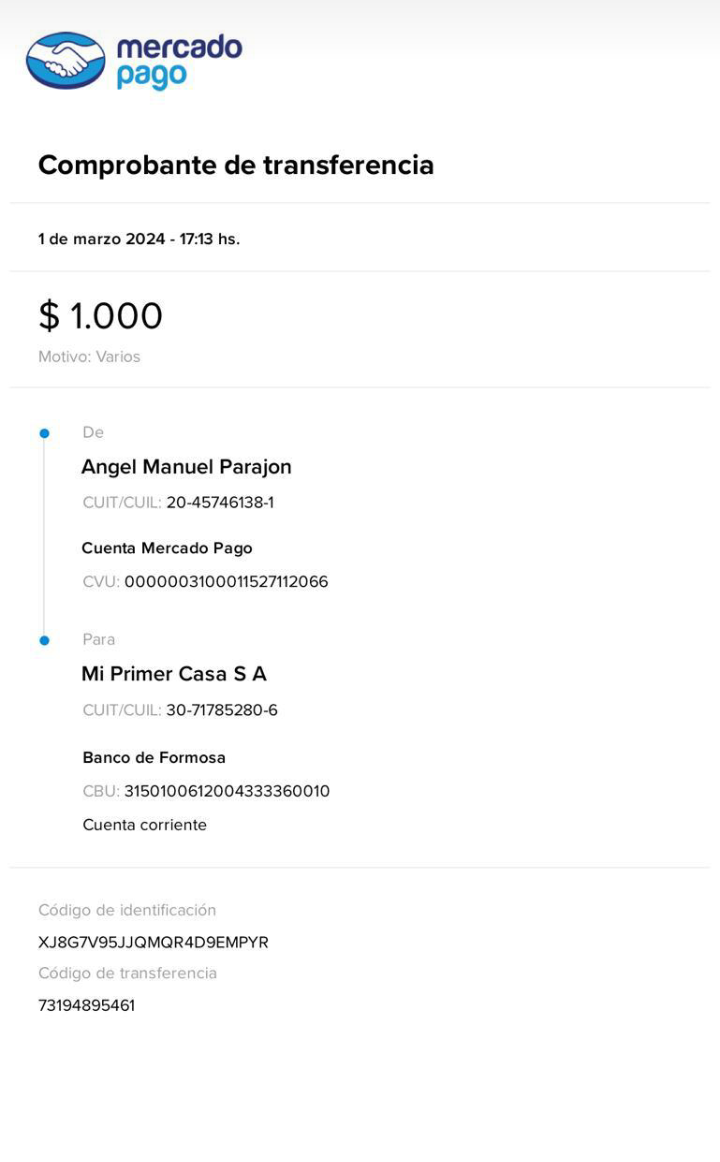 mercado
pago
Comprobante de transferencia
1 de marzo 2024 - 17:13 hs.
$ 1.000
Motivo: Varios
De
Angel Manuel Parajon
CUIT/CUIL: 20-45746138-1
Cuenta Mercado Pago
CVU: 0000003100011527112066
Para
Mi Primer Casa S A
CUIT/CUIL: 30-71785280-6
Banco de Formosa
CBU: 3150100612004333360010
Cuenta corriente
Código de identificación
XJ8G7V95JJQMQR4D9EMPYR
Código de transferencia
73194895461